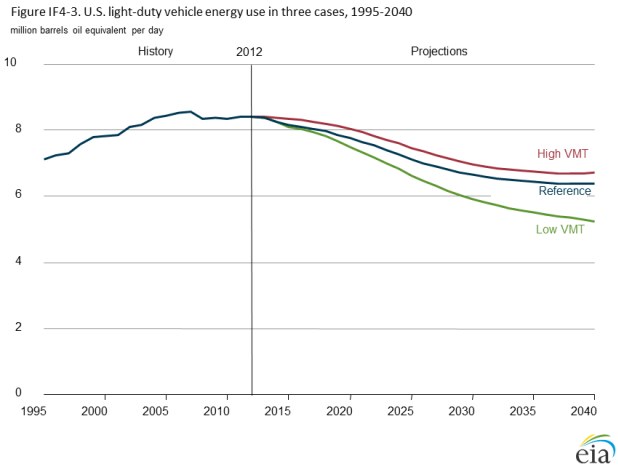 Figure IF4-3. U.S. light-duty vehicle energy use in three cases, 1995-2040
million barrels oil equivalent per day
History 2012 Projections
10
8
High VMT
Reference
6
Low VMT
4
2
0
1995 2000 2005 2010 2015 2020 2025 2030 2035 2040
eia